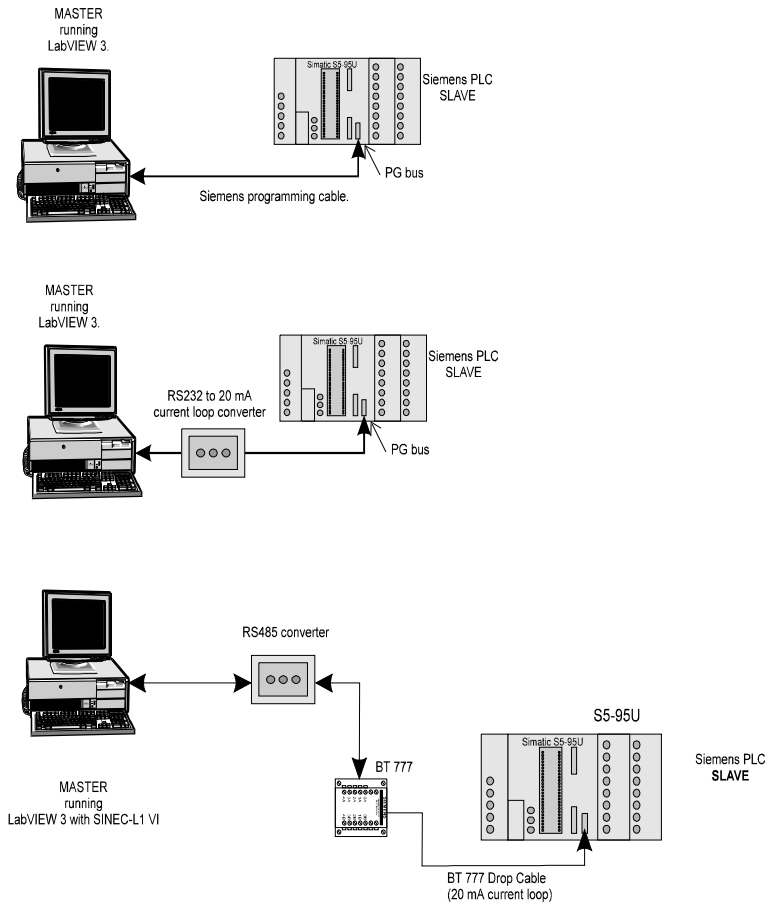 MASTER
running
LabVIEW 3.
Simatic S5-95U
Siemens PLC
SLAVE
PG bus
Siemens programming cable.
MASTER
running
LabVIEW 3.
Simatic S5-95U
Siemens PLC
SLAVE
RS232 to 20 mA
current loop converter
PG bus
RS485 converter
S5-95U
Simatic S5-95U
Siemens PLC
SLAVE
BT 777
MASTER
running
LabVIEW 3 with SINEC-L1 VI
BT 777 Drop Cable
(20 mA current loop)